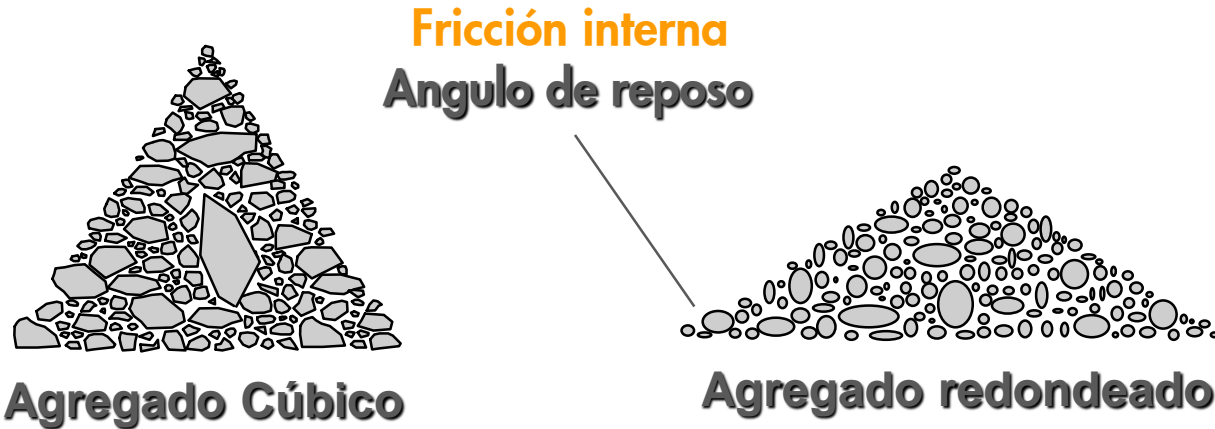 Fricción interna
Angulo de reposo
Agregado Cúbico
Agregado redondeado